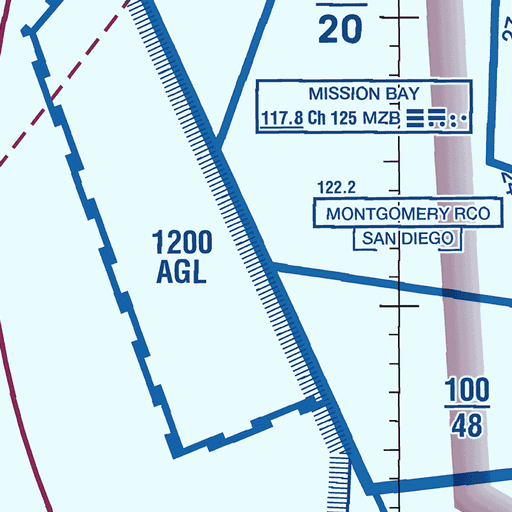 20
MISSION BAY
117.8 Ch 125 MZB
122.2
MONTGOMERY RCO
SAN DIEGO
1200
AGL
100
48